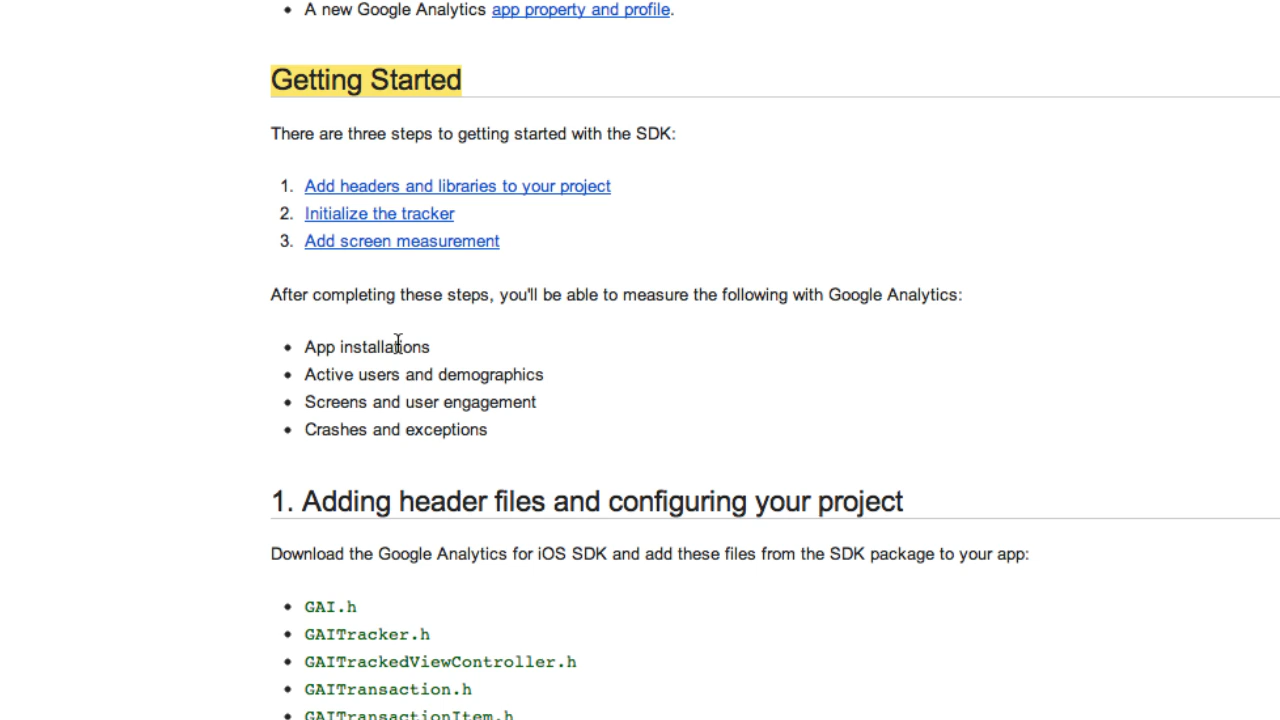 • A new Google Analytics app property and profile.
Getting Started
There are three steps to getting started with the SDK:
1. Add headers and libraries to your project
2. Initialize the tracker
3. Add screen measurement
After completing these steps, you'll be able to measure the following with Google Analytics:
• App installations
• Active users and demographics
• Screens and user engagement
• Crashes and exceptions
1. Adding header files and configuring your project
Download the Google Analytics for iOS SDK and add these files from the SDK package to your app:
• GAI.h
• GAITracker.h
• GAITrackedViewController.h
• GAITransaction.h
• GAITransactionItem.h